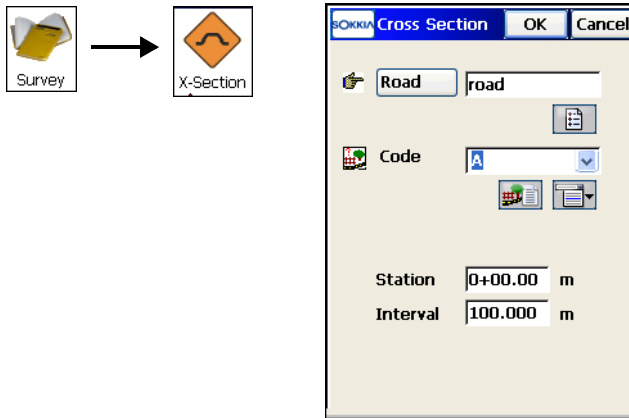 Survey
X-Section
SOKKIA Cross Section OK Cancel
Road road
Code A
Station 0+00.00 m
Interval 100.000 m